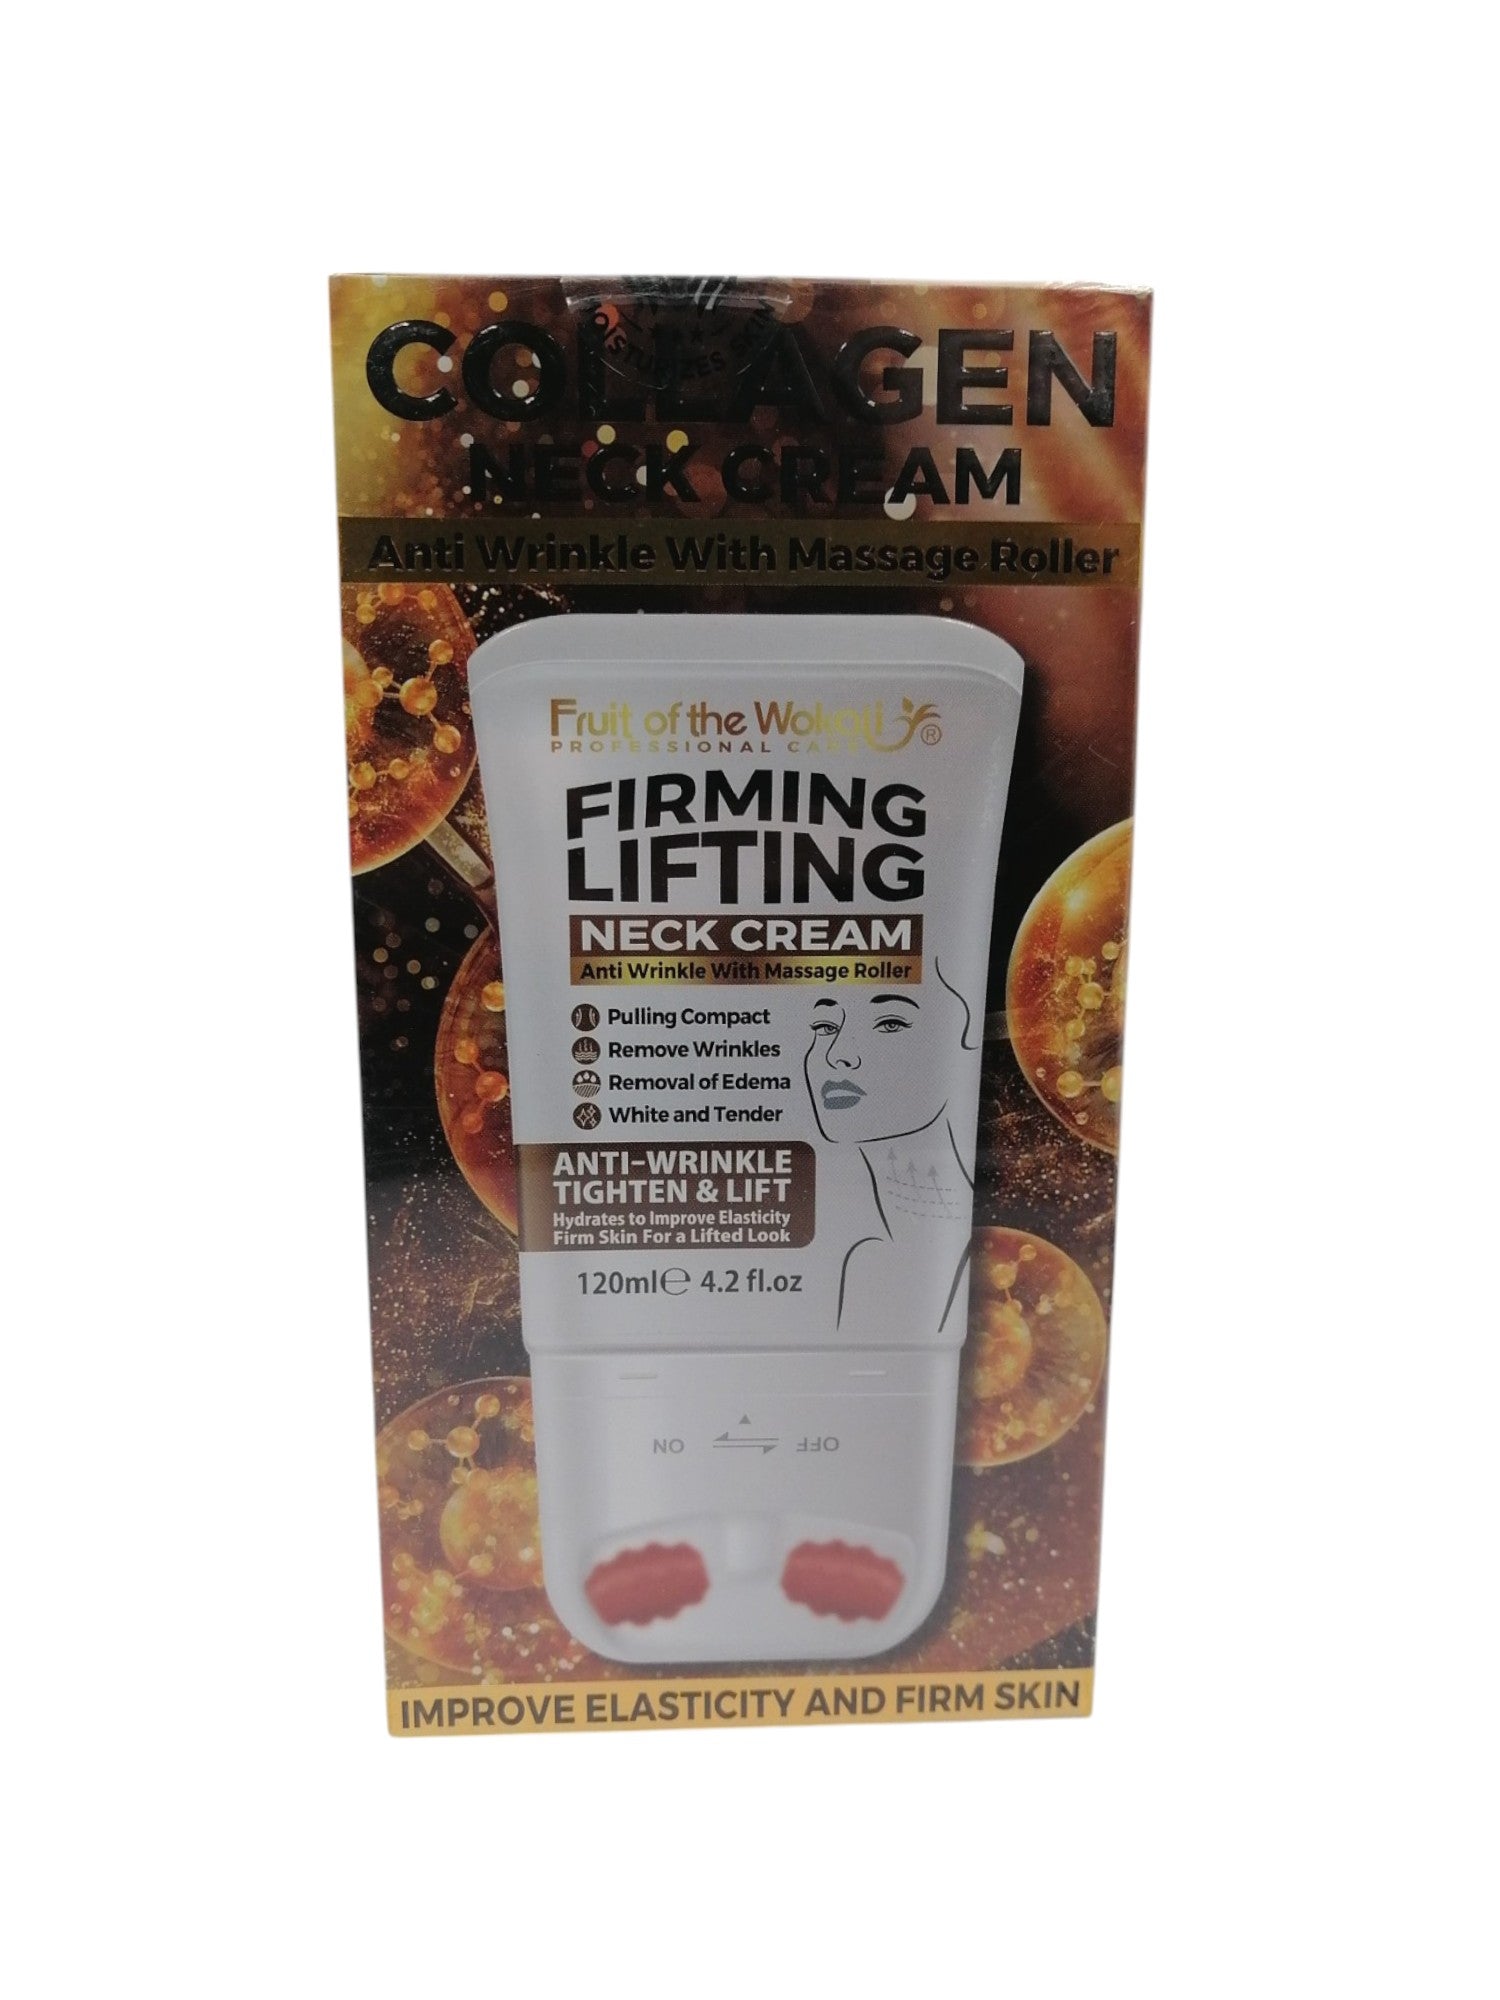 MOISTURIZES SKIN
COLLAGEN
NECK CREAM
Anti Wrinkle With Massage Roller
Fruit of the Wokali ®
PROFESSIONAL CARE
FIRMING
LIFTING
NECK CREAM
Anti Wrinkle With Massage Roller
Pulling Compact
Remove Wrinkles
Removal of Edema
White and Tender
ANTI-WRINKLE
TIGHTEN & LIFT
Hydrates to Improve Elasticity
Firm Skin For a Lifted Look
120ml℮ 4.2 fl.oz
ON OFF
IMPROVE ELASTICITY AND FIRM SKIN